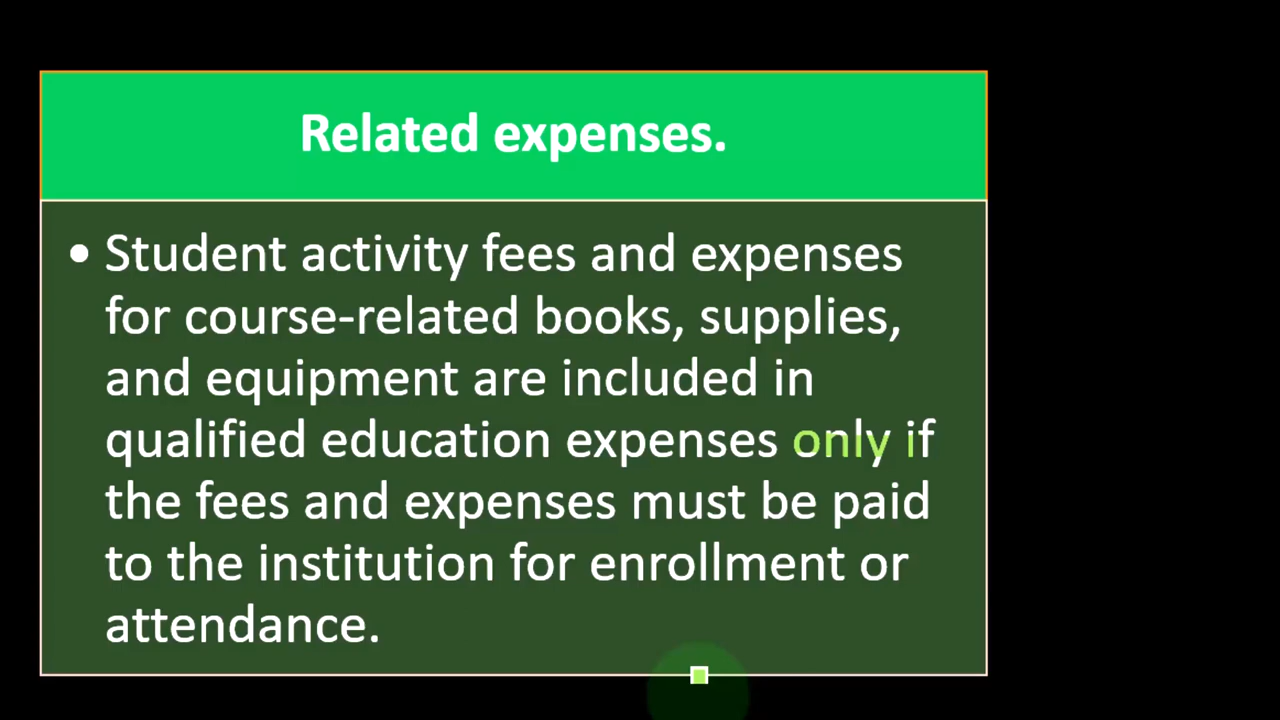 Related expenses.
• Student activity fees and expenses
for course-related books, supplies,
and equipment are included in
qualified education expenses only if
the fees and expenses must be paid
to the institution for enrollment or
attendance.